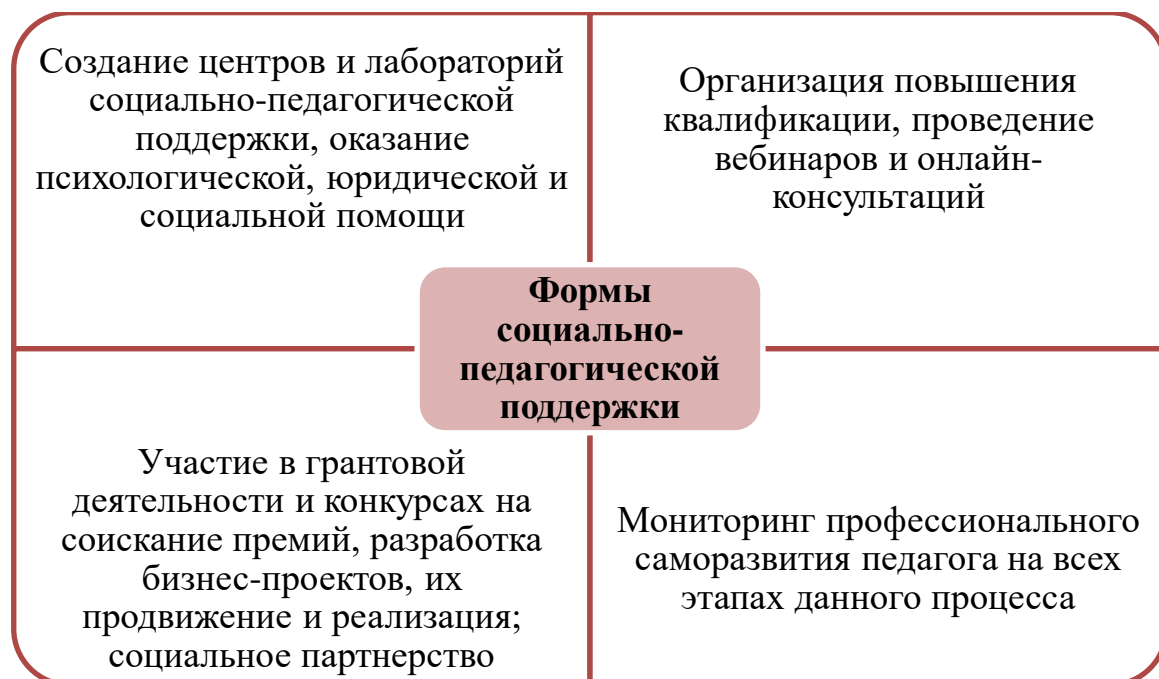 Создание центров и лабораторий
социально-педагогической
поддержки, оказание
психологической, юридической и
социальной помощи
Организация повышения
квалификации, проведение
вебинаров и онлайн-
консультаций
Формы
социально-
педагогической
поддержки
Участие в грантовой
деятельности и конкурсах на
соискание премий, разработка
бизнес-проектов, их
продвижение и реализация;
социальное партнерство
Мониторинг профессионального
саморазвития педагога на всех
этапах данного процесса